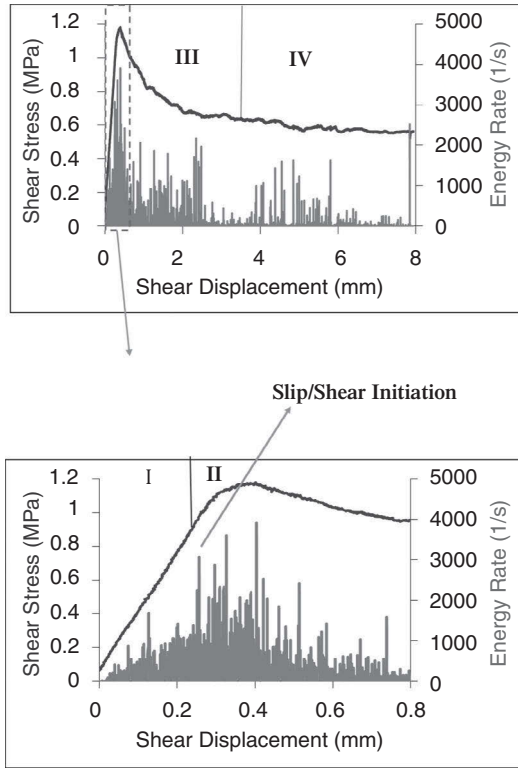 Shear Stress (MPa)
1.2
1
0.8
0.6
0.4
0.2
0
III
IV
5000
4000
3000
2000
1000
0
Energy Rate (1/s)
0 2 4 6 8
Shear Displacement (mm)
Slip/Shear Initiation
Shear Stress (MPa)
1.2
1
0.8
0.6
0.4
0.2
0
I
II
5000
4000
3000
2000
1000
0
Energy Rate (1/s)
0 0.2 0.4 0.6 0.8
Shear Displacement (mm)